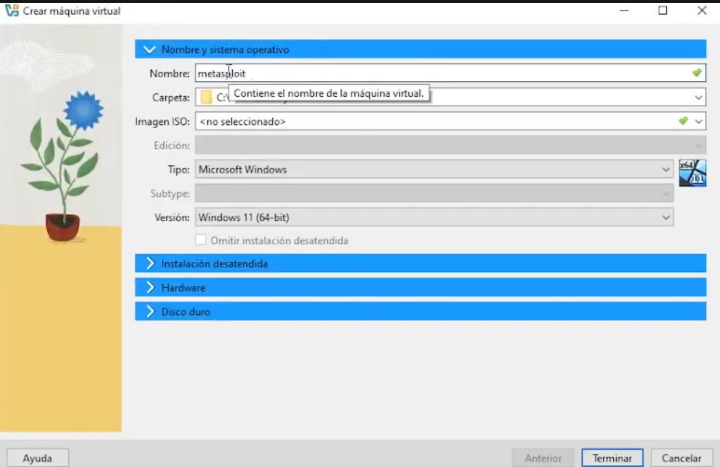 Crear máquina virtual
Nombre y sistema operativo
Nombre: metasploit
Contiene el nombre de la máquina virtual.
Carpeta: C:\
Imagen ISO: <no seleccionado>
Edición:
Tipo: Microsoft Windows
x64
Subtype:
Versión: Windows 11 (64-bit)
Omitir instalación desatendida
Instalación desatendida
Hardware
Disco duro
Ayuda Anterior Terminar Cancelar